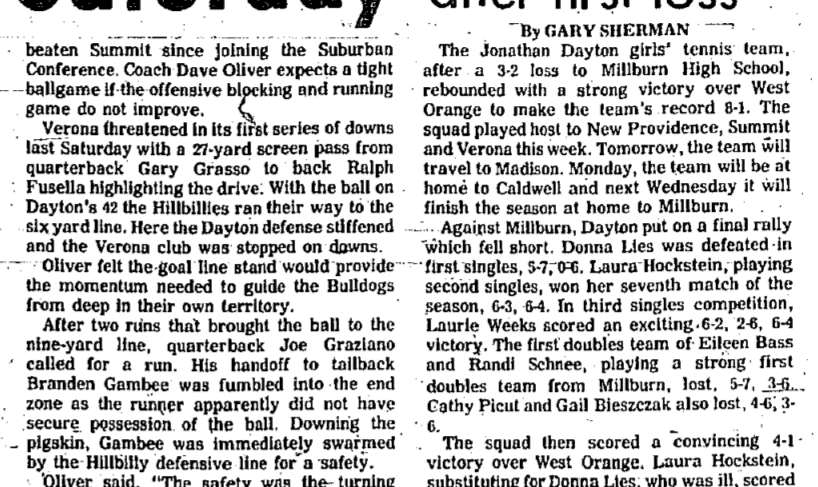 Saturday
beaten Summit since joining the Suburban
Conference. Coach Dave Oliver expects a tight
ballgame if the offensive blocking and running
game do not improve.
Verona threatened in its first series of downs
last Saturday with a 27-yard screen pass from
quarterback Gary Grasso to back Ralph
Fusella highlighting the drive. With the ball on
Dayton's 42 the Hillbillies ran their way to the
six yard line. Here the Dayton defense stiffened
and the Verona club was stopped on downs.
Oliver felt the goal line stand would provide
the momentum needed to guide the Bulldogs
from deep in their own territory.
After two runs that brought the ball to the
nine-yard line, quarterback Joe Graziano
called for a run. His handoff to tailback
Branden Gambee was fumbled into the end
zone as the runner apparently did not have
secure possession of the ball. Downing the
pigskin, Gambee was immediately swarmed
by the Hillbilly defensive line for a safety.
Oliver said, "The safety was the turning
after first loss
By GARY SHERMAN
The Jonathan Dayton girls' tennis team,
after a 3-2 loss to Millburn High School,
rebounded with a strong victory over West
Orange to make the team's record 8-1. The
squad played host to New Providence, Summit
and Verona this week. Tomorrow, the team will
travel to Madison. Monday, the team will be at
home to Caldwell and next Wednesday it will
finish the season at home to Millburn.
Against Millburn, Dayton put on a final rally
which fell short. Donna Lies was defeated in
first singles, 5-7, 0-6. Laura Hockstein, playing
second singles, won her seventh match of the
season, 6-3, 6-4. In third singles competition,
Laurie Weeks scored an exciting 6-2, 2-6, 6-4
victory. The first doubles team of Eileen Bass
and Randi Schnee, playing a strong first
doubles team from Millburn, lost, 5-7, 3-6.
Cathy Picut and Gail Bieszczak also lost, 4-6, 3-
6.
The squad then scored a convincing 4-1
victory over West Orange. Laura Hockstein,
substituting for Donna Lies, who was ill, scored